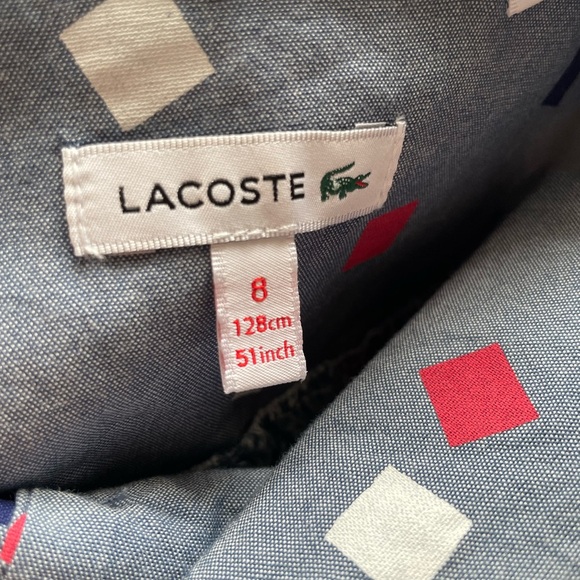 LACOSTE
8
128cm
51inch